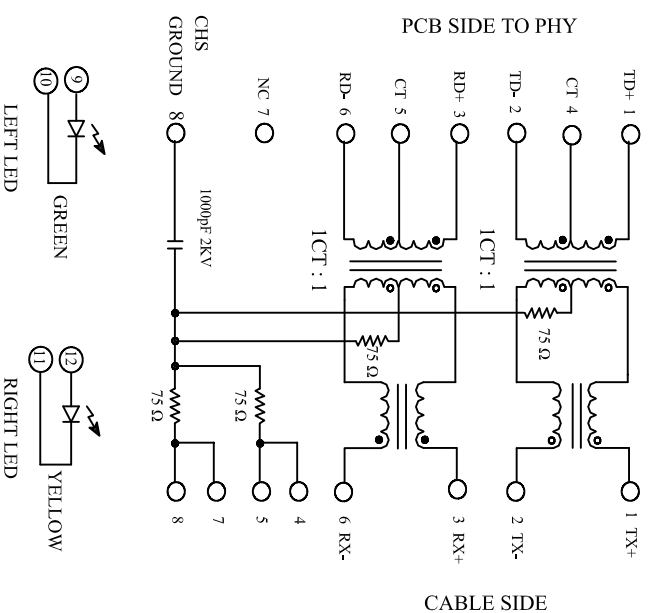 PCB SIDE TO PHY
TD+ 1
CT 4
TD- 2
RD+ 3
CT 5
RD- 6
NC 7
CHS
GROUND 8
1CT : 1
1CT : 1
1000pF 2KV
75 Ω
75 Ω
75 Ω
75 Ω
1 TX+
2 TX-
3 RX+
6 RX-
4
5
7
8
CABLE SIDE
9
10
GREEN
LEFT LED
12
11
YELLOW
RIGHT LED